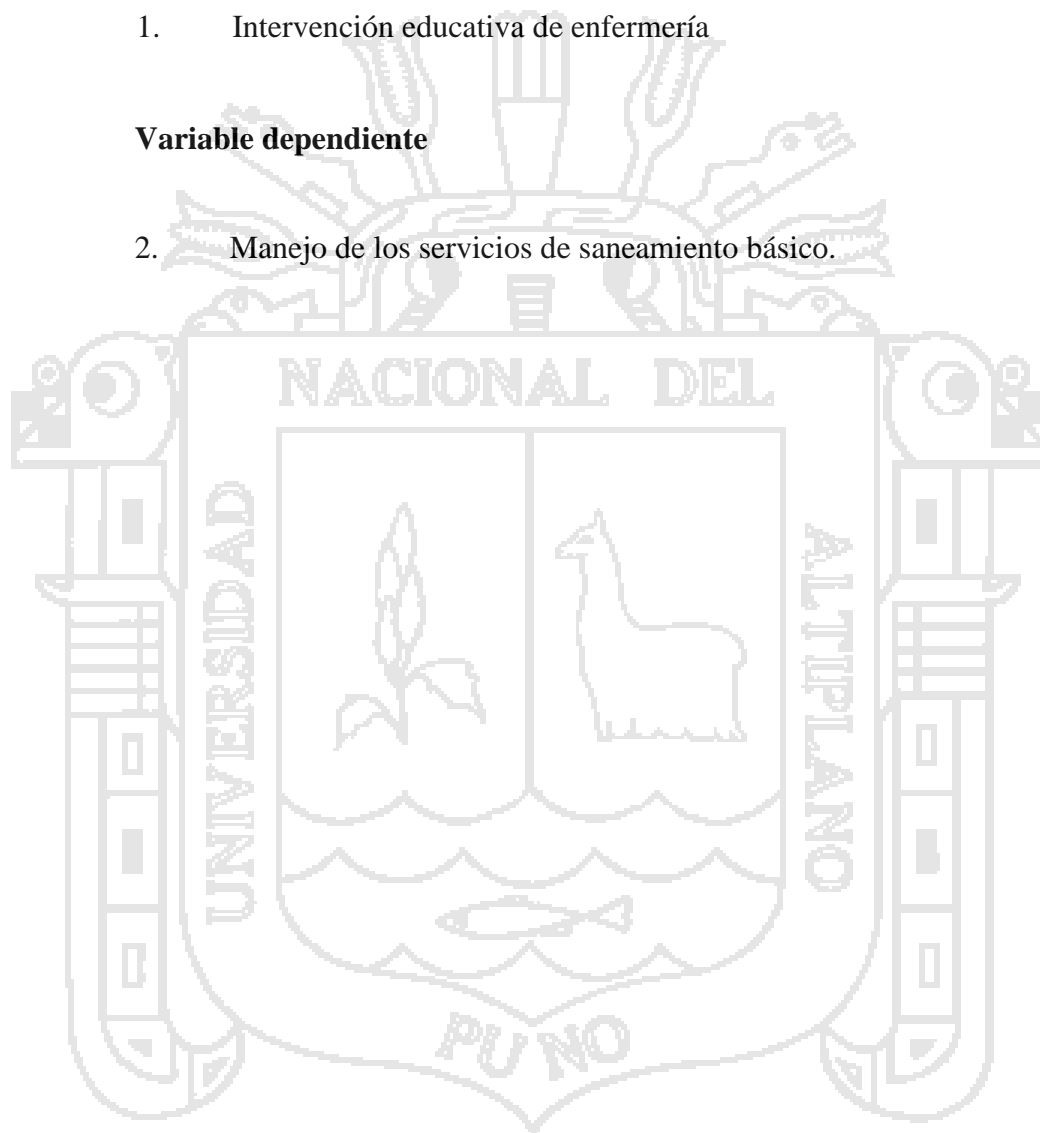 1. Intervención educativa de enfermería
Variable dependiente
2. Manejo de los servicios de saneamiento básico.
NACIONAL DEL
UNIVERSIDAD
ALTIPLANO
PUNO